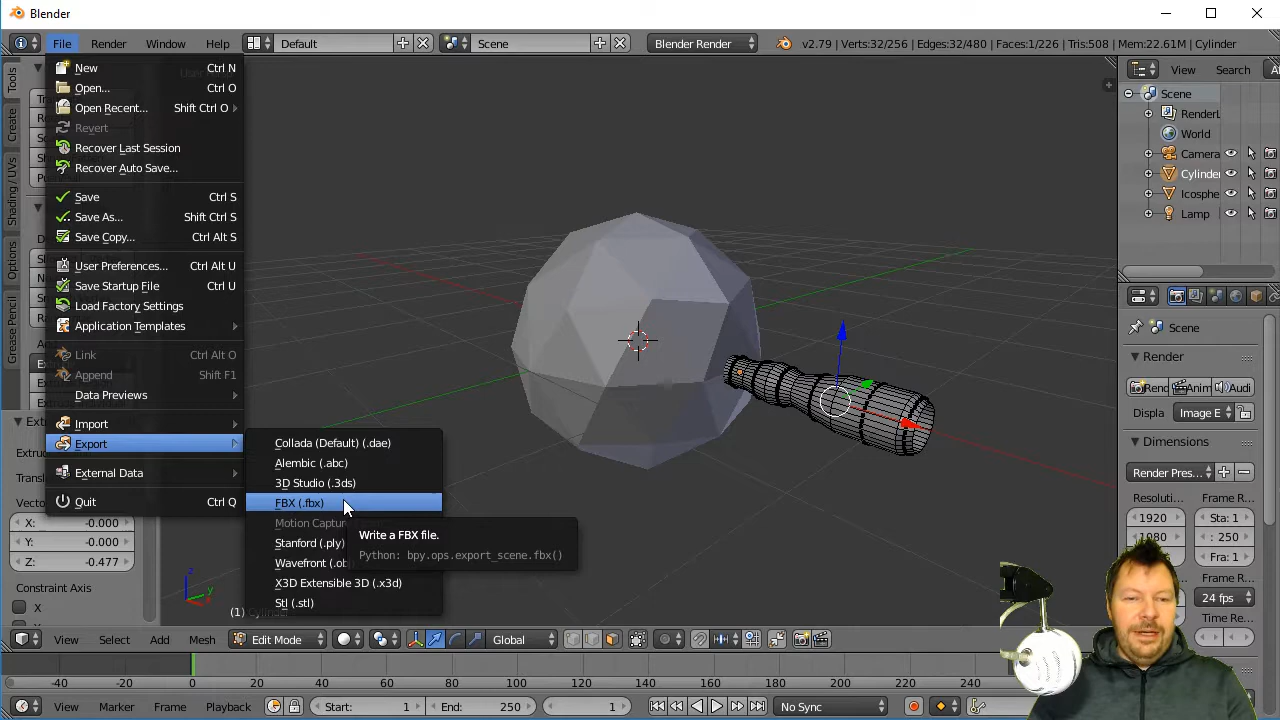 Blender
File Render Window Help Default Scene Blender Render v2.79 | Verts:32/256 | Edges:32/480 | Faces:1/226 | Tris:508 | Mem:22.61M | Cylinder
New Ctrl N
Open... Ctrl O
Open Recent... Shift Ctrl O
Revert
Recover Last Session
Recover Auto Save...
Save Ctrl S
Save As... Shift Ctrl S
Save Copy... Ctrl Alt S
User Preferences... Ctrl Alt U
Save Startup File Ctrl U
Load Factory Settings
Application Templates
Link Ctrl Alt O
Append Shift F1
Data Previews
Import
Export
External Data
Quit Ctrl Q
Collada (Default) (.dae)
Alembic (.abc)
3D Studio (.3ds)
FBX (.fbx)
Motion Captur
Stanford (.ply)
Wavefront (.ob
X3D Extensible 3D (.x3d)
Stl (.stl)
Write a FBX file.
Python: bpy.ops.export_scene.fbx()
Tools
Create
Shading / UVs
Options
Grease Pencil
X: -0.000
Y: -0.000
Z: -0.477
Constraint Axis
X
Y
z
y
(1)
View Search
Scene
RenderL
World
Camera
Cylinder
Icosphe
Lamp
Scene
Render
Rend Anim Audi
Displa Image E
Dimensions
Render Pres...
Resoluti Frame R
1920 Sta: 1
1080 : 250
Fra: 1
24 fps
Time Re
View Select Add Mesh Edit Mode Global
-40 -20 0 20 40 60 80 100 120 140 160 180 200 220 240
View Marker Frame Playback Start: 1 End: 250 1 No Sync